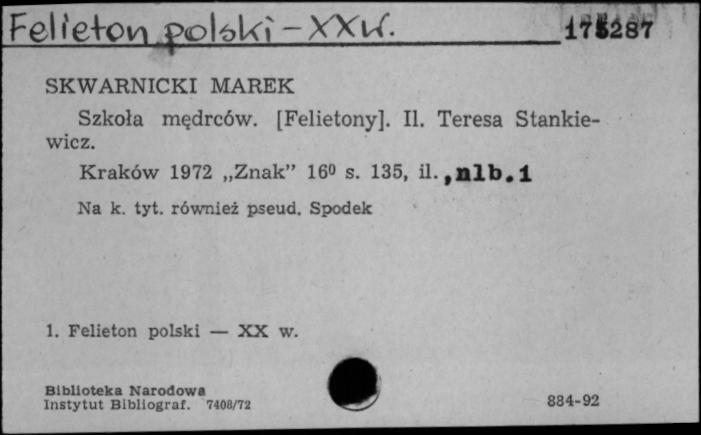 Felieton polski - XX w.
175287
SKWARNICKI MAREK
Szkoła mędrców. [Felietony]. Il. Teresa Stankie-
wicz.
Kraków 1972 „Znak” 16⁰ s. 135, il., nlb. 1
Na k. tyt. również pseud. Spodek
1. Felieton polski — XX w.
Biblioteka Narodowa
Instytut Bibliograf. 7408/72
884-92